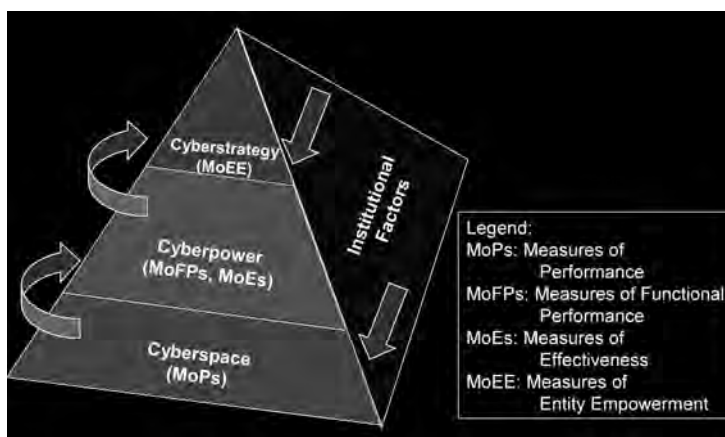 Cyberstrategy
(MoEE)
Cyberpower
(MoFPs, MoEs)
Cyberspace
(MoPs)
Institutional
Factors
Legend:
MoPs: Measures of
Performance
MoFPs: Measures of Functional
Performance
MoEs: Measures of
Effectiveness
MoEE: Measures of
Entity Empowerment